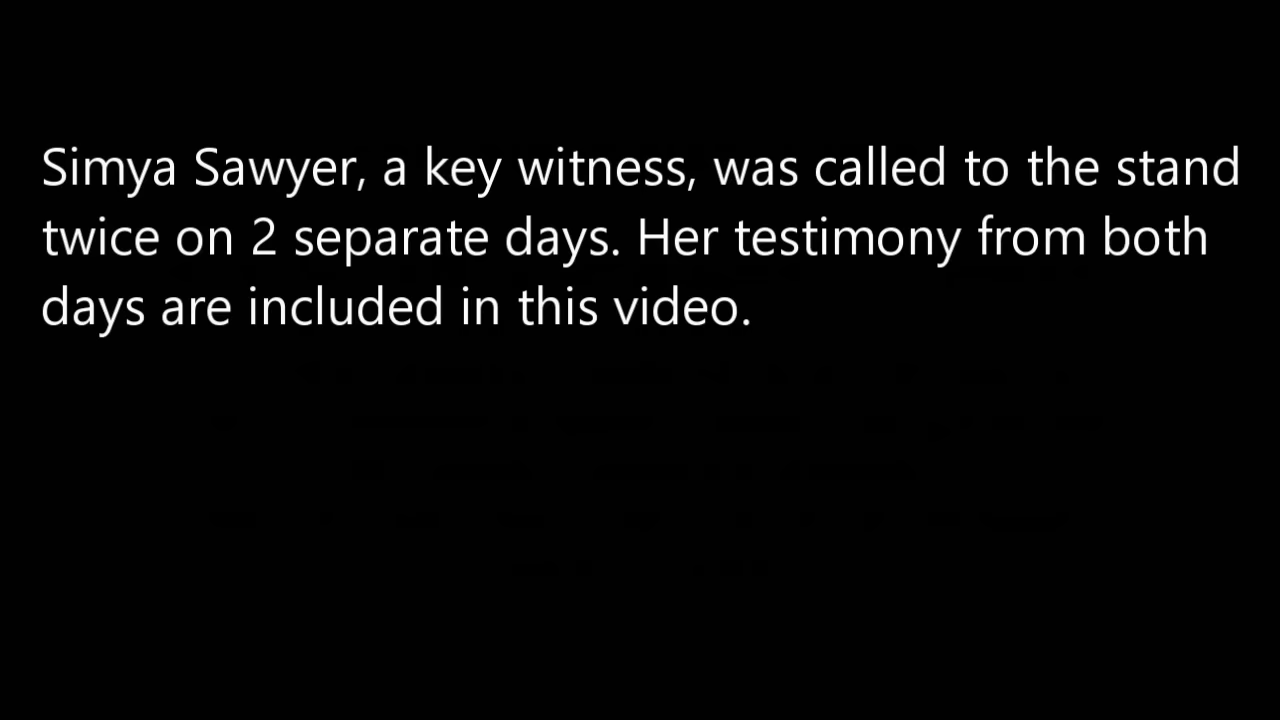 Simya Sawyer, a key witness, was called to the stand
twice on 2 separate days. Her testimony from both
days are included in this video.